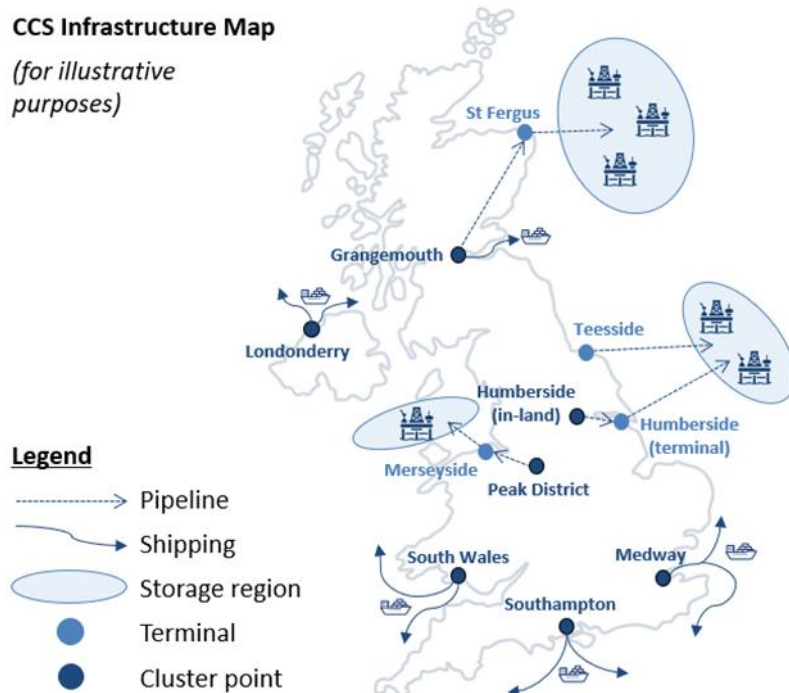 CCS Infrastructure Map
(for illustrative
purposes)
St Fergus
Grangemouth
Londonderry
Teesside
Humberside
(in-land)
Humberside
(terminal)
Merseyside
Peak District
South Wales
Medway
Southampton
Legend
Pipeline
Shipping
Storage region
Terminal
Cluster point